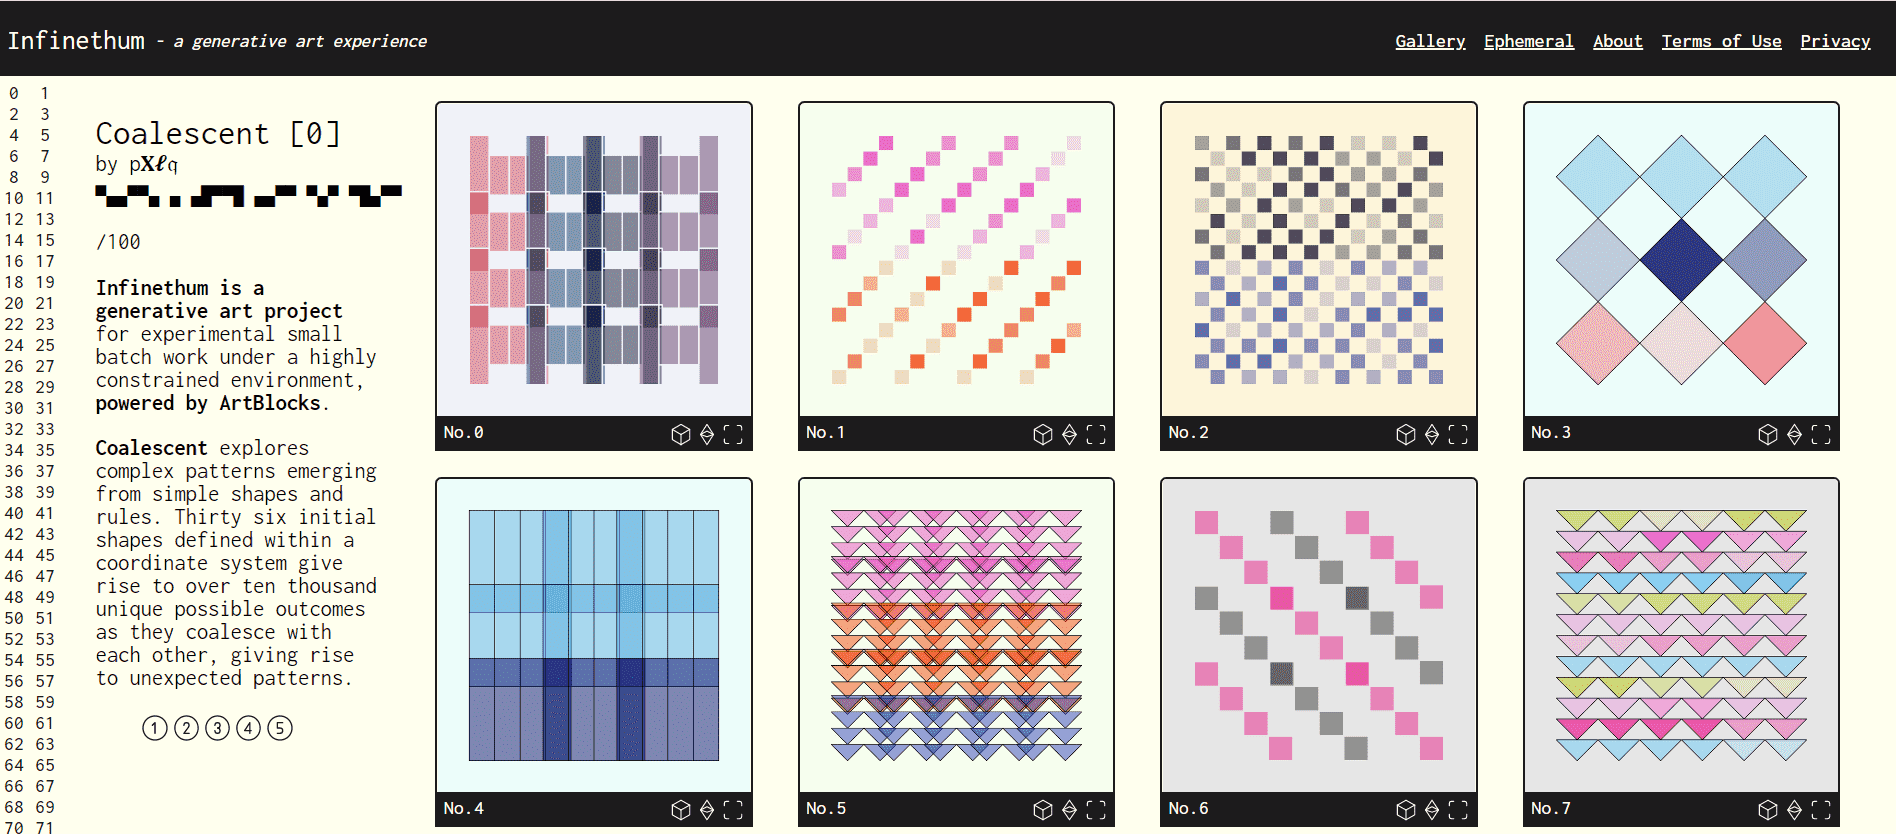 Infinethum - a generative art experience
Gallery Ephemeral About Terms of Use Privacy
0 1
2 3
4 5
6 7
8 9
10 11
12 13
14 15
16 17
18 19
20 21
22 23
24 25
26 27
28 29
30 31
32 33
34 35
36 37
38 39
40 41
42 43
44 45
46 47
48 49
50 51
52 53
54 55
56 57
58 59
60 61
62 63
64 65
66 67
68 69
70 71
Coalescent [0]
by pXℓq
/100
Infinethum is a
generative art project
for experimental small
batch work under a highly
constrained environment,
powered by ArtBlocks.
Coalescent explores
complex patterns emerging
from simple shapes and
rules. Thirty six initial
shapes defined within a
coordinate system give
rise to over ten thousand
unique possible outcomes
as they coalesce with
each other, giving rise
to unexpected patterns.
① ② ③ ④ ⑤
No.0
No.1
No.2
No.3
No.4
No.5
No.6
No.7